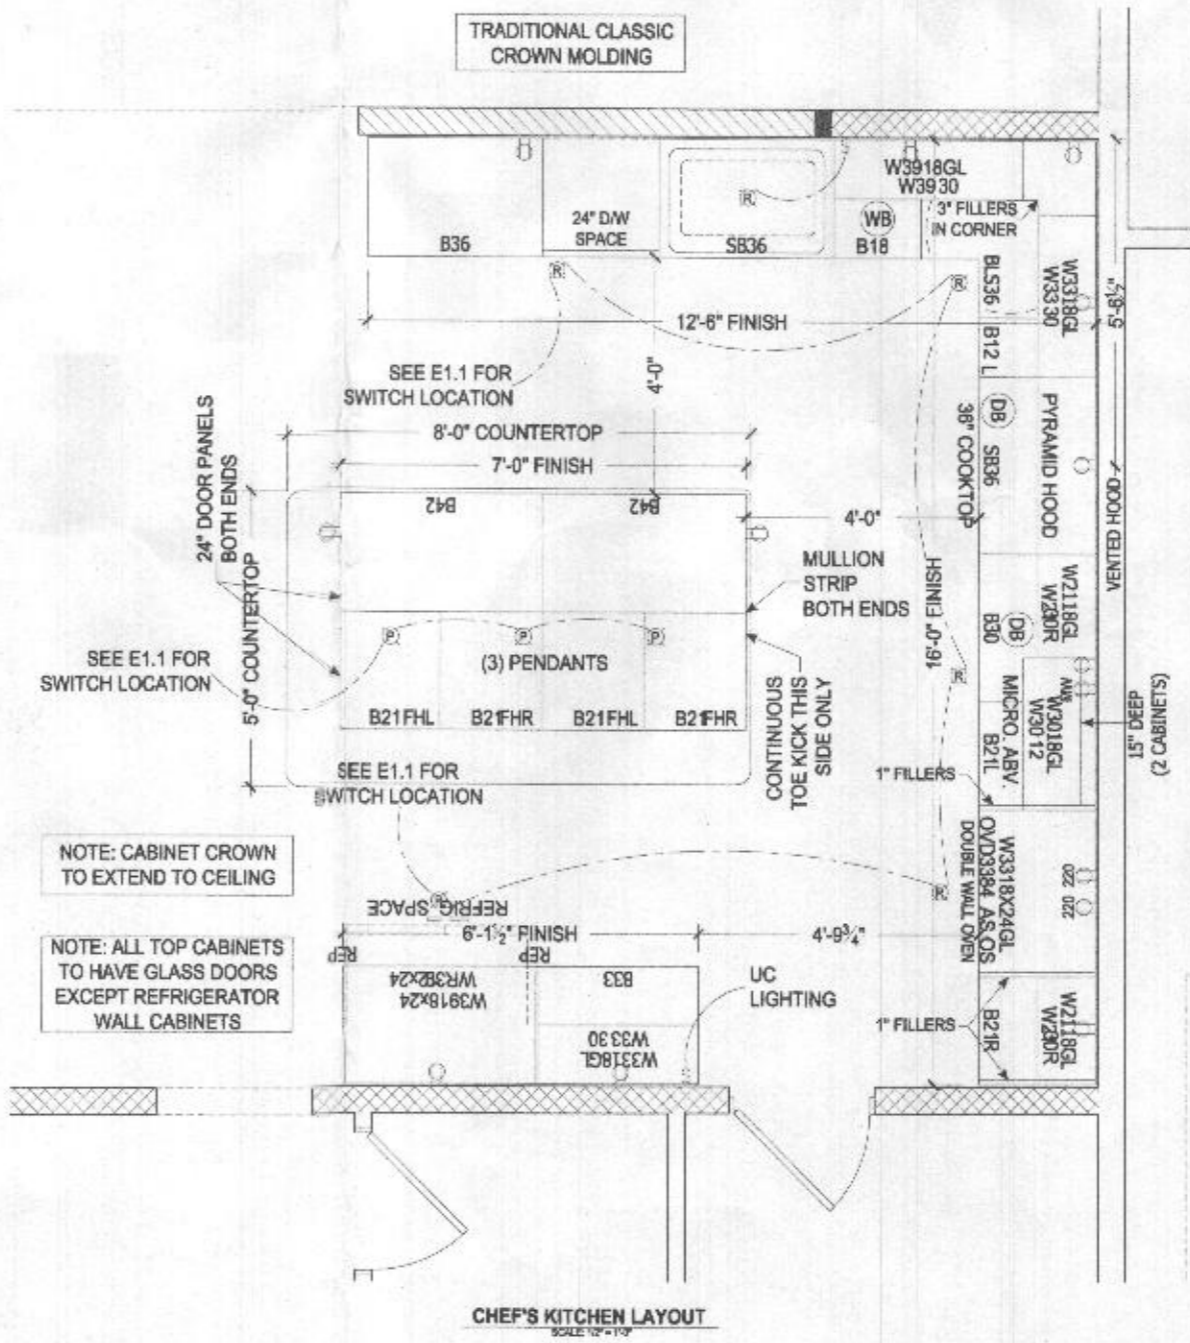 TRADITIONAL CLASSIC
CROWN MOLDING
W3918GL
W3930
3" FILLERS
IN CORNER
24" D/W
SPACE
WB
R
B36
SB36
B18
R
R
BLS36
W3318GL
W3330
5'-6½"
12'-6" FINISH
B12 L
SEE E1.1 FOR
SWITCH LOCATION
4'-0"
24" DOOR PANELS
BOTH ENDS
8'-0" COUNTERTOP
7'-0" FINISH
DB
SB36
36" COOKTOP
PYRAMID HOOD
VENTED HOOD
B42
B42
4'-0"
MULLION
STRIP
BOTH ENDS
5'-0" COUNTERTOP
16'-0" FINISH
B30
DB
W2118GL
P
P
P
(3) PENDANTS
SEE E1.1 FOR
SWITCH LOCATION
R
B21FHL
B21FHR
B21FHL
B21FHR
CONTINUOUS
TOE KICK THIS
SIDE ONLY
MICRO. ABV.
B21L
W3018GL
W3012
15" DEEP
(2 CABINETS)
SEE E1.1 FOR
SWITCH LOCATION
1" FILLERS
NOTE: CABINET CROWN
TO EXTEND TO CEILING
W3318X24GL
OVD3384 AS, OS
DOUBLE WALL OVEN
220
220
R
R
REFRIG SPACE
NOTE: ALL TOP CABINETS
TO HAVE GLASS DOORS
EXCEPT REFRIGERATOR
WALL CABINETS
6'-1½" FINISH
4'-9¾"
REP
REP
W3918x24
B33
UC
LIGHTING
W3330
W3318GL
1" FILLERS
B21R
W2118GL
CHEF'S KITCHEN LAYOUT
SCALE 1/2" = 1'-0"